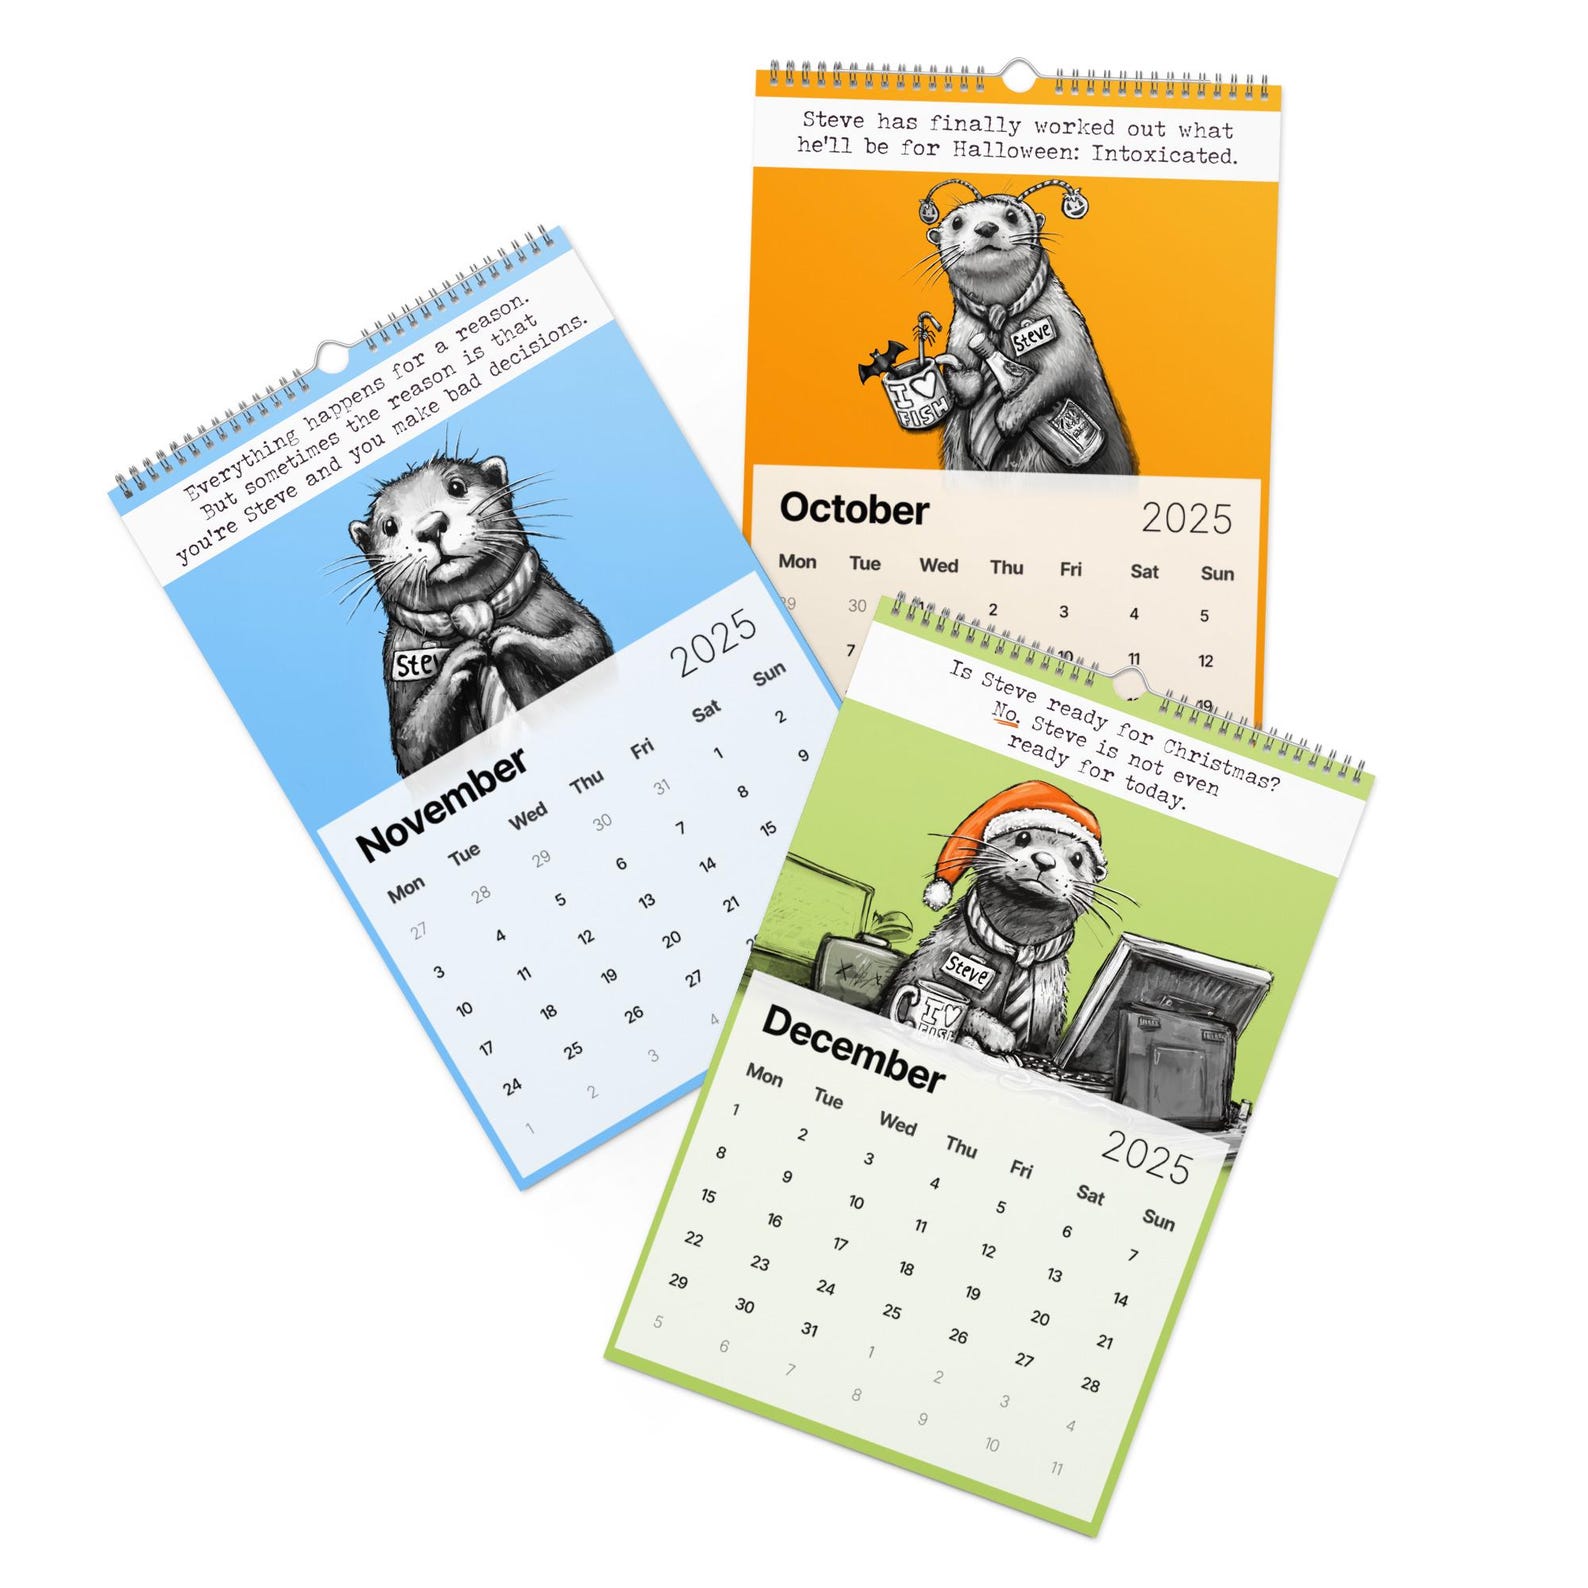 Steve has finally worked out what
he'll be for Halloween: Intoxicated.
Steve
I ♡
FISH
October 2025
Mon Tue Wed Thu Fri Sat Sun
30 2 3 4 5
7 10 11 12
19
Everything happens for a reason.
But sometimes the reason is that
you're Steve and you make bad decisions.
Stev
November 2025
Mon Tue Wed Thu Fri Sat Sun
27 28 29 30 31 1 2
3 4 5 6 7 8 9
10 11 12 13 14 15
17 18 19 20 21
24 25 26 27
1 2 3 4
Is Steve ready for Christmas?
No. Steve is not even
ready for today.
Steve
I ♡
FISH
December 2025
Mon Tue Wed Thu Fri Sat Sun
1 2 3 4 5 6 7
8 9 10 11 12 13 14
15 16 17 18 19 20 21
22 23 24 25 26 27 28
29 30 31 1 2 3 4
5 6 7 8 9 10 11